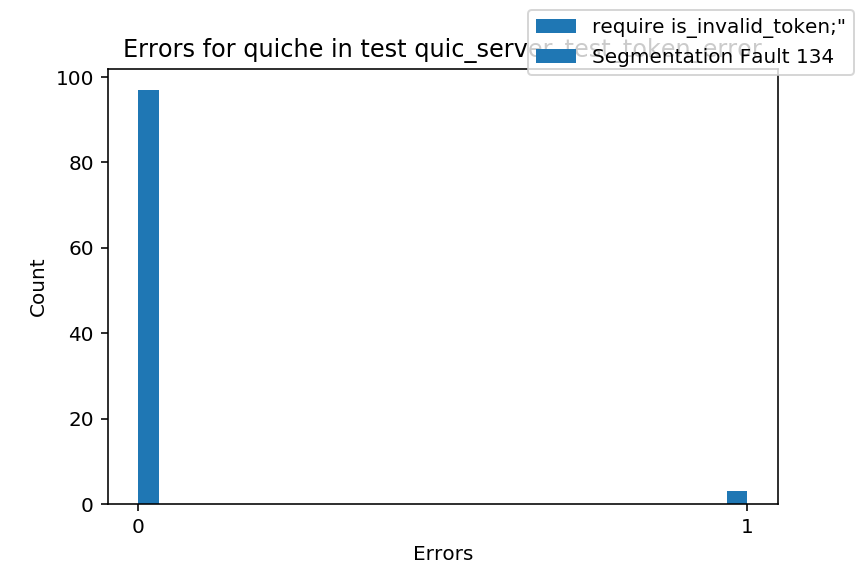 require is_invalid_token;"
Segmentation Fault 134
Errors for quiche in test quic_server_test_token_error
100
80
60
40
20
0
Count
0 1
Errors